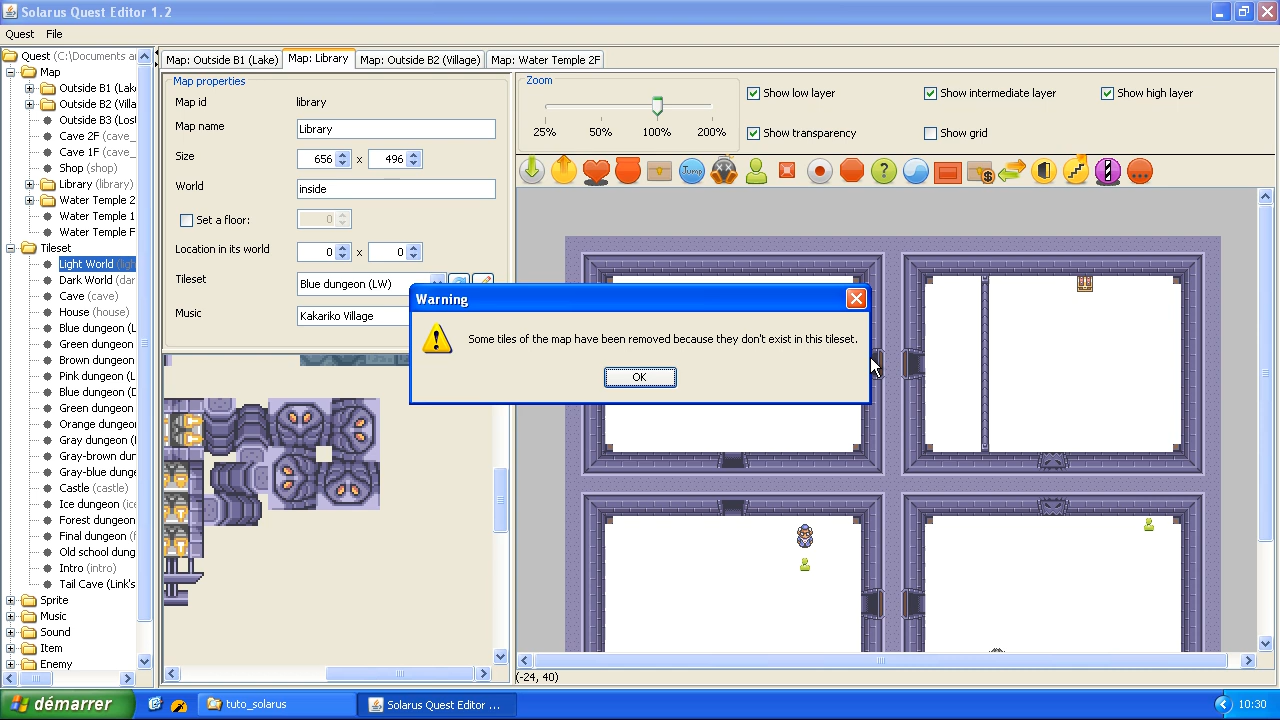 Solarus Quest Editor 1.2
Quest File
Quest (C:\Documents a
Map
Outside B1 (Lak
Outside B2 (Villa
Outside B3 (Los
Cave 2F (cave_
Cave 1F (cave_
Shop (shop)
Library (library)
Water Temple 2
Water Temple 1
Water Temple F
Tileset
Light World (ligh
Dark World (dar
Cave (cave)
House (house)
Blue dungeon (L
Green dungeon
Brown dungeon
Pink dungeon (L
Blue dungeon (D
Green dungeon
Orange dungeo
Gray dungeon (
Gray-brown dun
Gray-blue dunge
Castle (castle)
Ice dungeon (ic
Forest dungeon
Final dungeon (f
Old school dung
Intro (intro)
Tail Cave (Link's
Sprite
Music
Sound
Item
Enemy
Map: Outside B1 (Lake) Map: Library Map: Outside B2 (Village) Map: Water Temple 2F
Map properties
Map id library
Map name Library
Size 656 x 496
World inside
Set a floor: 0
Location in its world 0 x 0
Tileset Blue dungeon (LW)
Music Kakariko Village
Zoom
25% 50% 100% 200%
Show low layer Show intermediate layer Show high layer
Show transparency Show grid
Jump
?
$
Warning
Some tiles of the map have been removed because they don't exist in this tileset.
OK
(-24, 40)
démarrer tuto_solarus Solarus Quest Editor ... 10:30